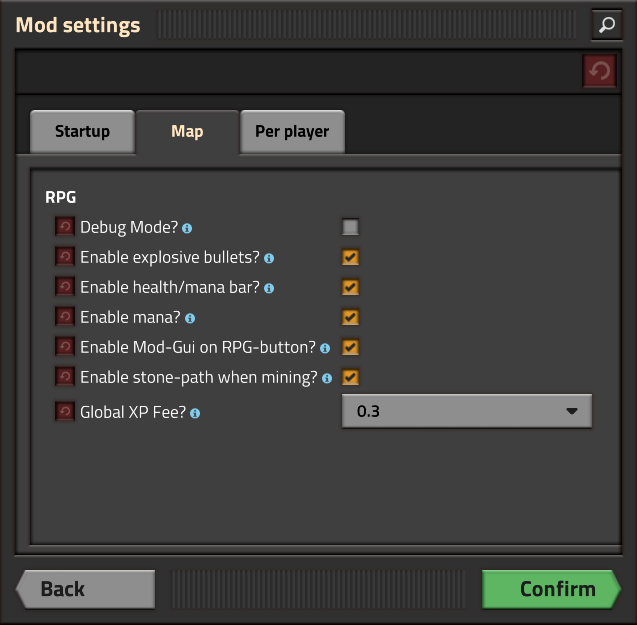 Mod settings
Startup
Map
Per player
RPG
Debug Mode?
Enable explosive bullets?
Enable health/mana bar?
Enable mana?
Enable Mod-Gui on RPG-button?
Enable stone-path when mining?
Global XP Fee?
0.3
Back
Confirm